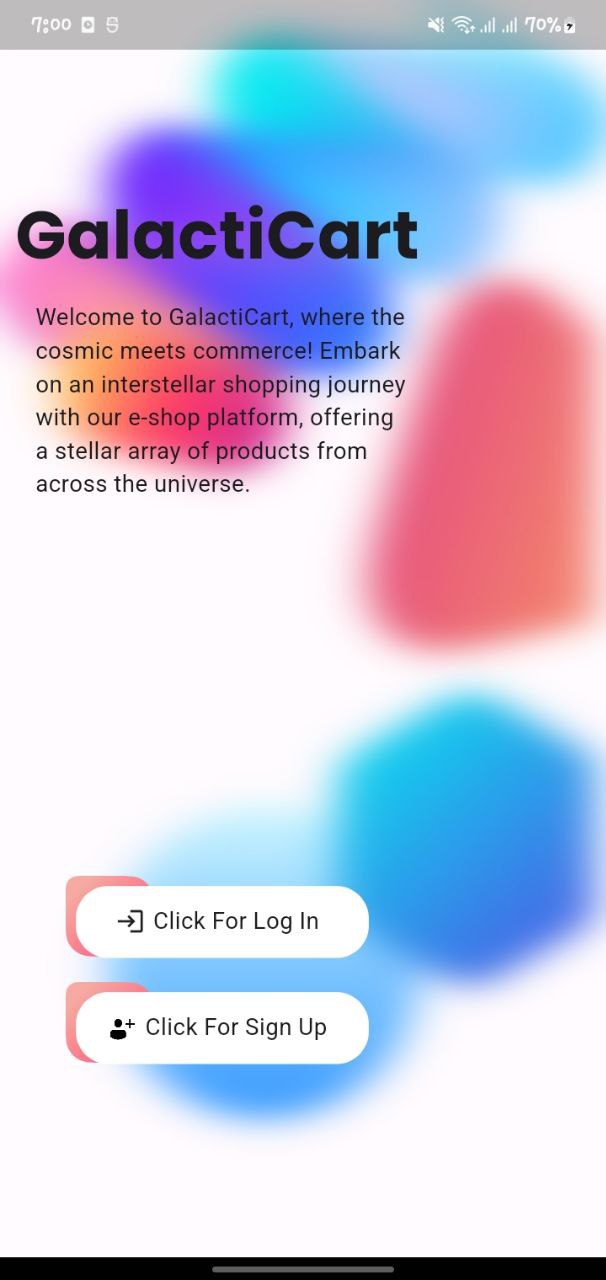 7:00 70%
GalactiCart
Welcome to GalactiCart, where the
cosmic meets commerce! Embark
on an interstellar shopping journey
with our e-shop platform, offering
a stellar array of products from
across the universe.
Click For Log In
Click For Sign Up